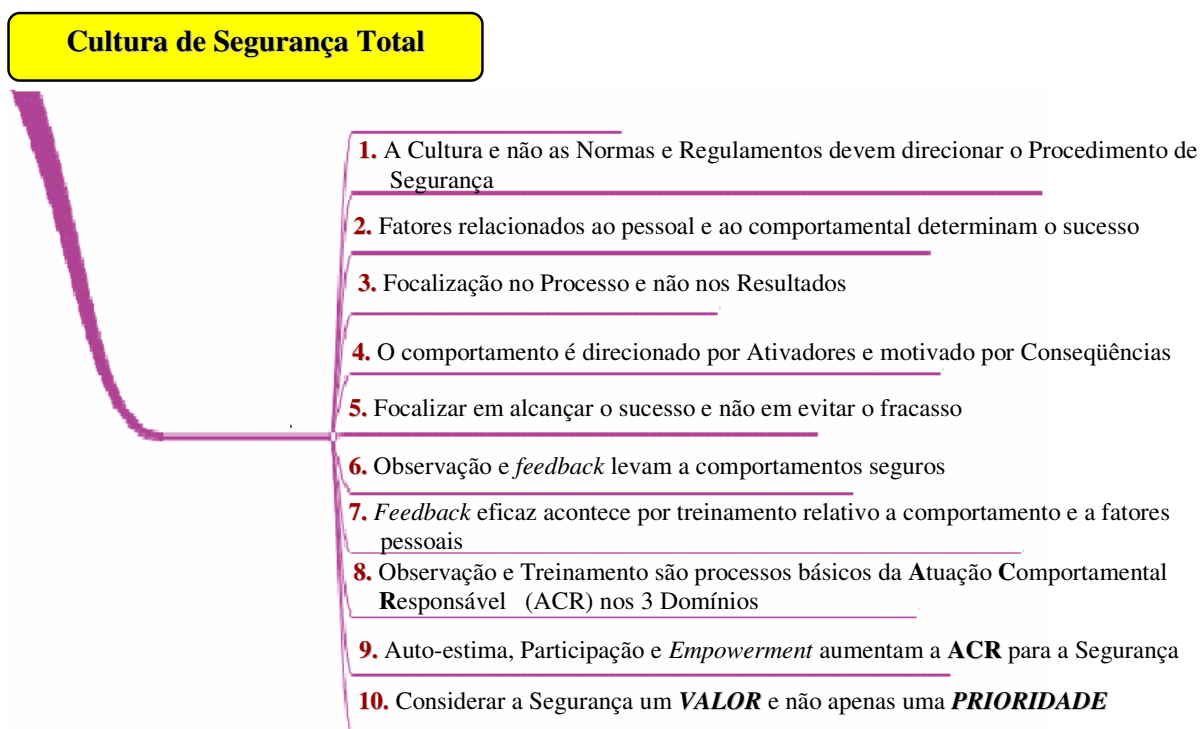 Cultura de Segurança Total
1. A Cultura e não as Normas e Regulamentos devem direcionar o Procedimento de
Segurança
2. Fatores relacionados ao pessoal e ao comportamental determinam o sucesso
3. Focalização no Processo e não nos Resultados
4. O comportamento é direcionado por Ativadores e motivado por Conseqüências
5. Focalizar em alcançar o sucesso e não em evitar o fracasso
6. Observação e feedback levam a comportamentos seguros
7. Feedback eficaz acontece por treinamento relativo a comportamento e a fatores
pessoais
8. Observação e Treinamento são processos básicos da Atuação Comportamental
Responsável (ACR) nos 3 Domínios
9. Auto-estima, Participação e Empowerment aumentam a ACR para a Segurança
10. Considerar a Segurança um VALOR e não apenas uma PRIORIDADE